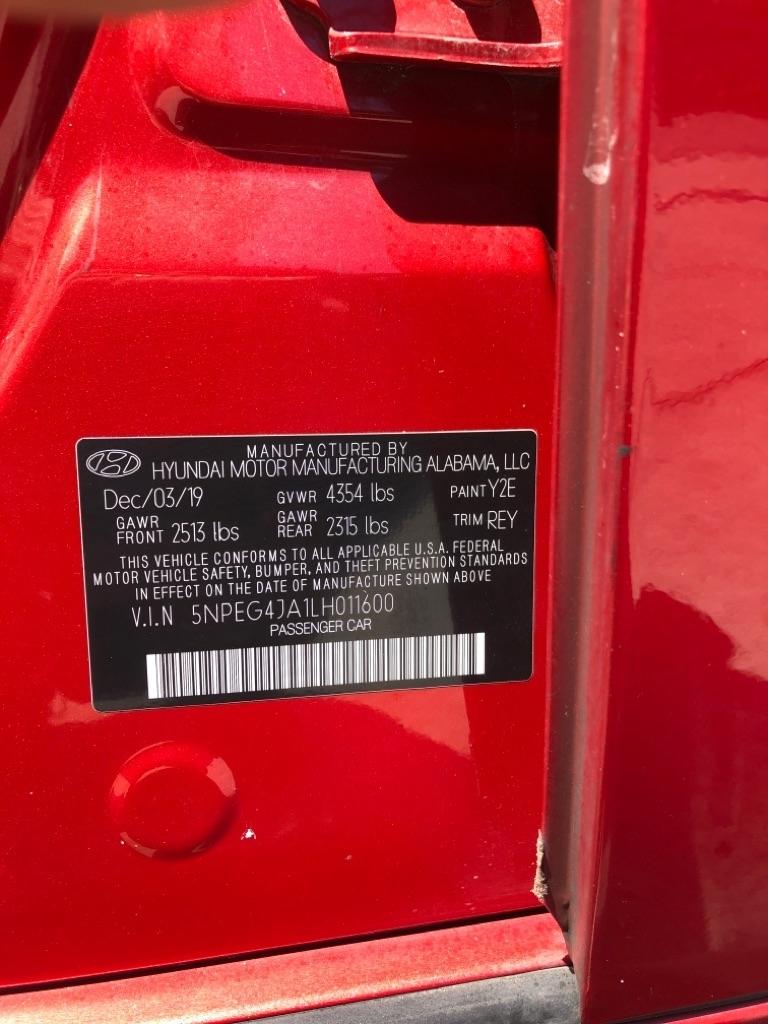 MANUFACTURED BY
HYUNDAI MOTOR MANUFACTURING ALABAMA, LLC
Dec/03/19 GVWR 4354 lbs PAINT Y2E
GAWR FRONT 2513 lbs GAWR REAR 2315 lbs TRIM REY
THIS VEHICLE CONFORMS TO ALL APPLICABLE U.S.A. FEDERAL
MOTOR VEHICLE SAFETY, BUMPER, AND THEFT PREVENTION STANDARDS
IN EFFECT ON THE DATE OF MANUFACTURE SHOWN ABOVE
V.I.N 5NPEG4JA1LH011600
PASSENGER CAR